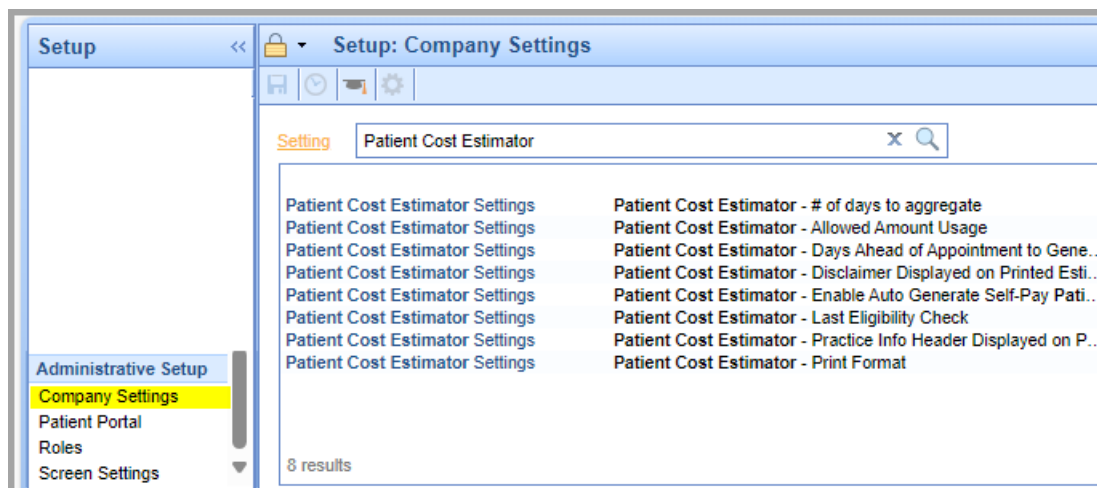 Setup
Setup: Company Settings
Setting
Patient Cost Estimator
Patient Cost Estimator Settings Patient Cost Estimator - # of days to aggregate
Patient Cost Estimator Settings Patient Cost Estimator - Allowed Amount Usage
Patient Cost Estimator Settings Patient Cost Estimator - Days Ahead of Appointment to Gene..
Patient Cost Estimator Settings Patient Cost Estimator - Disclaimer Displayed on Printed Esti..
Patient Cost Estimator Settings Patient Cost Estimator - Enable Auto Generate Self-Pay Pati..
Patient Cost Estimator Settings Patient Cost Estimator - Last Eligibility Check
Patient Cost Estimator Settings Patient Cost Estimator - Practice Info Header Displayed on P..
Patient Cost Estimator Settings Patient Cost Estimator - Print Format
8 results
Administrative Setup
Company Settings
Patient Portal
Roles
Screen Settings